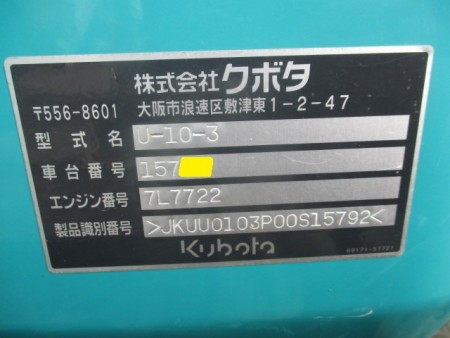 株式会社クボタ
〒556-8601 大阪市浪速区敷津東1-2-47
型式名 U-10-3
車台番号 157
エンジン番号 7L7722
製品識別番号 >JKUU0103P00S15792<
Kubota